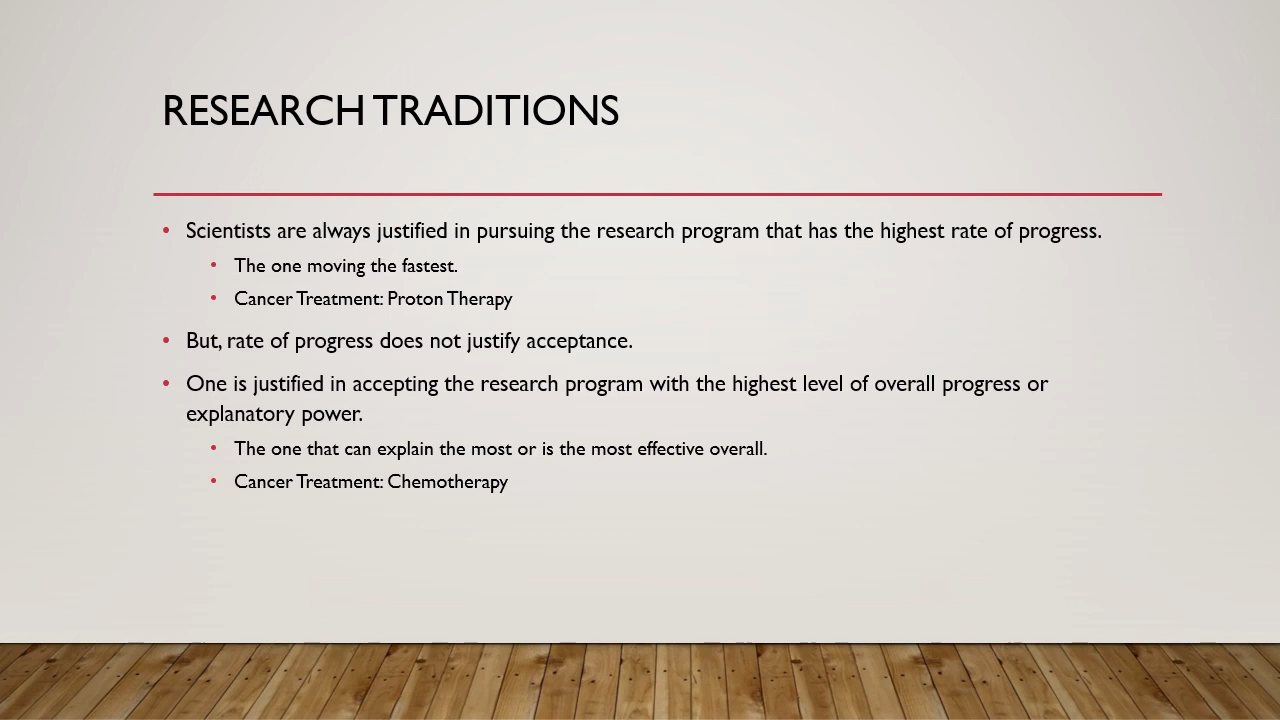 RESEARCH TRADITIONS
• Scientists are always justified in pursuing the research program that has the highest rate of progress.
• The one moving the fastest.
• Cancer Treatment: Proton Therapy
• But, rate of progress does not justify acceptance.
• One is justified in accepting the research program with the highest level of overall progress or
explanatory power.
• The one that can explain the most or is the most effective overall.
• Cancer Treatment: Chemotherapy